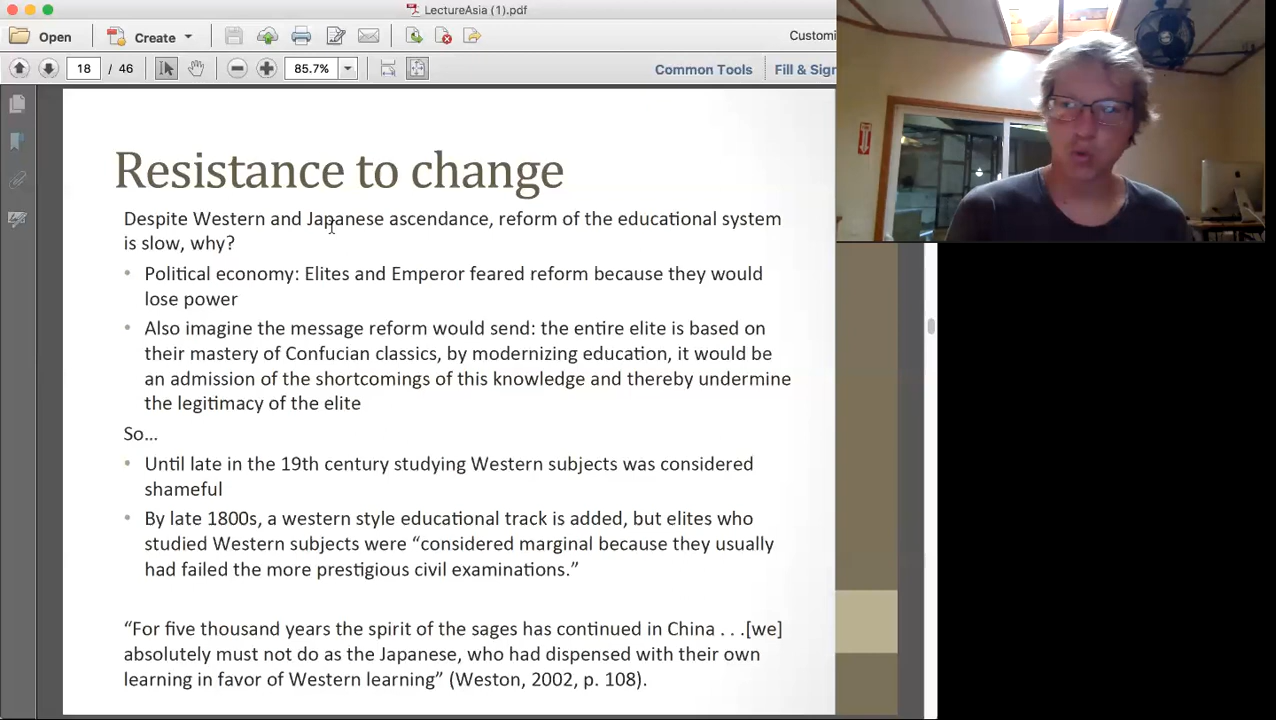 LectureAsia (1).pdf
Open
Create
Customi
18 / 46
85.7%
Common Tools
Fill & Sign
Resistance to change
Despite Western and Japanese ascendance, reform of the educational system
is slow, why?
• Political economy: Elites and Emperor feared reform because they would
lose power
• Also imagine the message reform would send: the entire elite is based on
their mastery of Confucian classics, by modernizing education, it would be
an admission of the shortcomings of this knowledge and thereby undermine
the legitimacy of the elite
So...
• Until late in the 19th century studying Western subjects was considered
shameful
• By late 1800s, a western style educational track is added, but elites who
studied Western subjects were “considered marginal because they usually
had failed the more prestigious civil examinations.”
“For five thousand years the spirit of the sages has continued in China . . .[we]
absolutely must not do as the Japanese, who had dispensed with their own
learning in favor of Western learning” (Weston, 2002, p. 108).